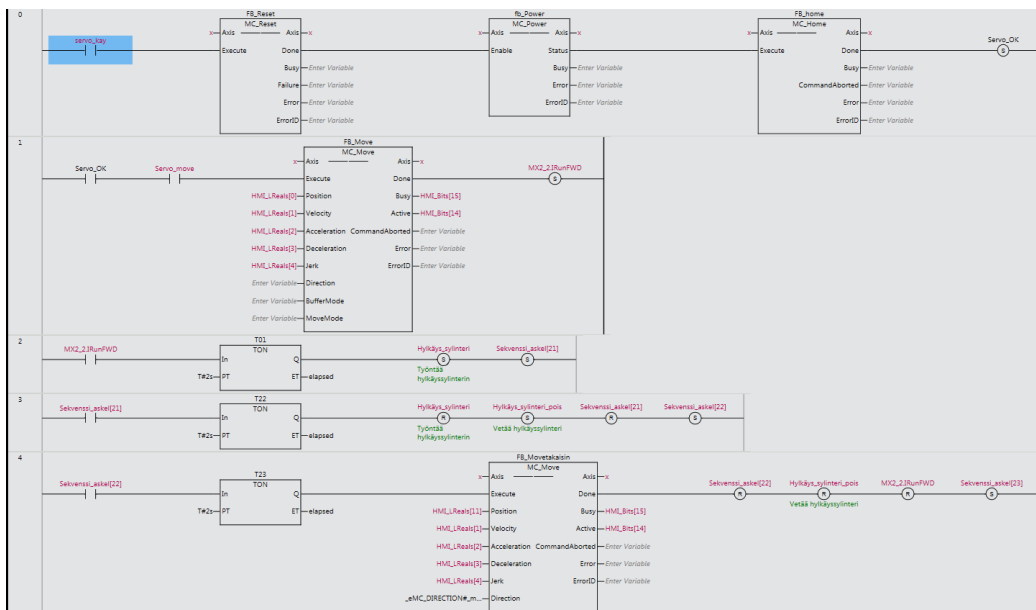 0
servo_kay
FB_Reset
MC_Reset
x Axis Axis x
Execute Done
Busy Enter Variable
Failure Enter Variable
Error Enter Variable
ErrorID Enter Variable
fb_Power
MC_Power
x Axis Axis x
Enable Status
Busy Enter Variable
Error Enter Variable
ErrorID Enter Variable
FB_home
MC_Home
x Axis Axis x
Execute Done
Busy Enter Variable
CommandAborted Enter Variable
Error Enter Variable
ErrorID Enter Variable
Servo_OK
S
1
Servo_OK
Servo_move
FB_Move
MC_Move
x Axis Axis x
Execute Done
HMI_LReals[0] Position Busy HMI_Bits[15]
HMI_LReals[1] Velocity Active HMI_Bits[14]
HMI_LReals[2] Acceleration CommandAborted Enter Variable
HMI_LReals[3] Deceleration Error Enter Variable
HMI_LReals[4] Jerk ErrorID Enter Variable
Enter Variable Direction
Enter Variable BufferMode
Enter Variable MoveMode
MX2_2.IRunFWD
S
2
MX2_2.IRunFWD
T01
TON
In Q
T#2s PT ET elapsed
Hylkäys_sylinteri
S
Työntää
hylkäyssylinterin
Sekvenssi_askel[21]
S
3
Sekvenssi_askel[21]
T22
TON
In Q
T#2s PT ET elapsed
Hylkäys_sylinteri
R
Työntää
hylkäyssylinterin
Hylkäys_sylinteri_pois
S
Vetää hylkäyssylinteri
Sekvenssi_askel[21]
R
Sekvenssi_askel[22]
S
4
Sekvenssi_askel[22]
T23
TON
In Q
T#2s PT ET elapsed
FB_Movetakaisin
MC_Move
x Axis Axis x
Execute Done
HMI_LReals[11] Position Busy HMI_Bits[15]
HMI_LReals[1] Velocity Active HMI_Bits[14]
HMI_LReals[2] Acceleration CommandAborted Enter Variable
HMI_LReals[3] Deceleration Error Enter Variable
HMI_LReals[4] Jerk ErrorID Enter Variable
_eMC_DIRECTION#_m... Direction
Sekvenssi_askel[22]
R
Hylkäys_sylinteri_pois
R
Vetää hylkäyssylinteri
MX2_2.IRunFWD
R
Sekvenssi_askel[23]
S